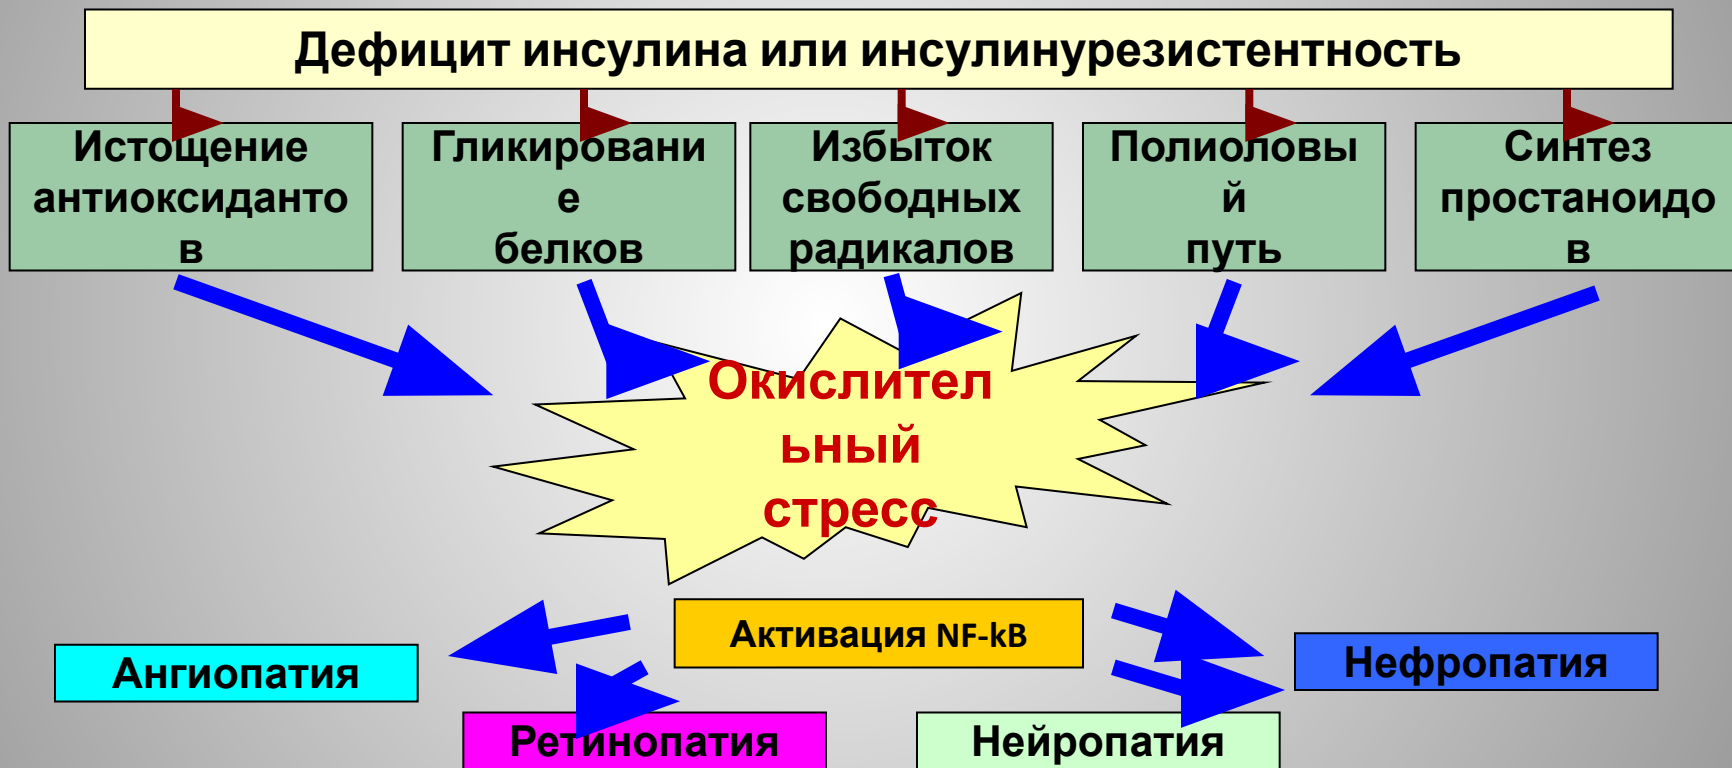 Дефицит инсулина или инсулинурезистентность
Истощение
антиоксиданто
в
Гликировани
е
белков
Избыток
свободных
радикалов
Полиоловы
й
путь
Синтез
простаноидо
в
Окислител
ьный
стресс
Активация NF-kB
Ангиопатия
Нефропатия
Ретинопатия
Нейропатия